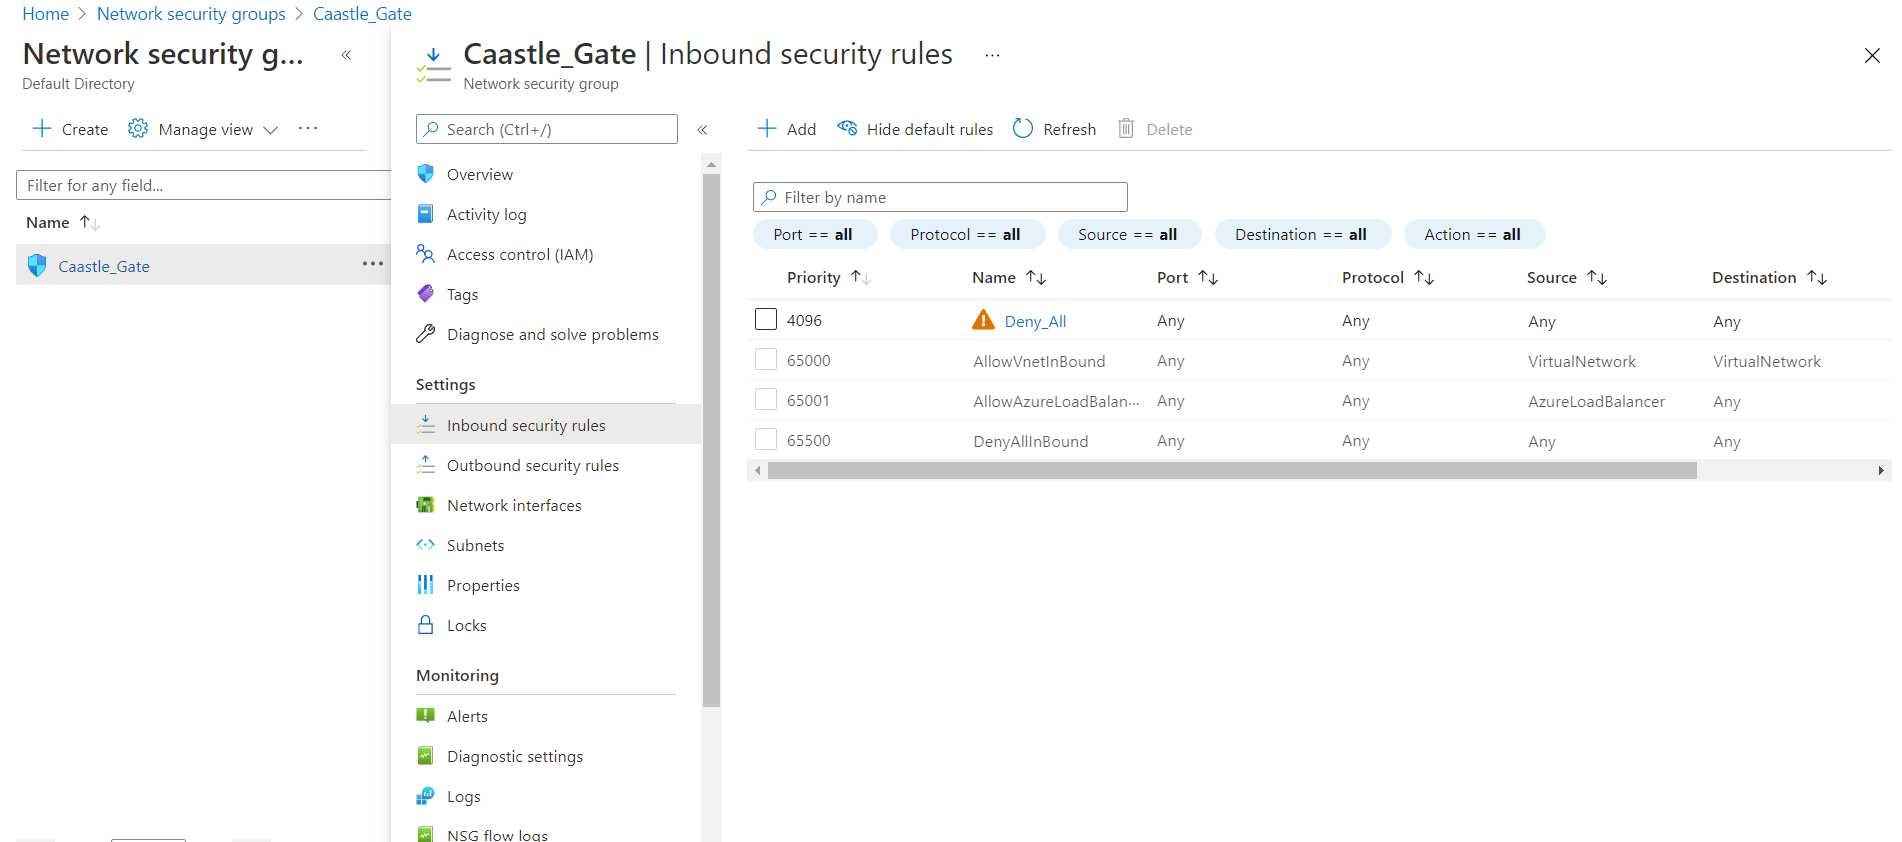 Home > Network security groups > Caastle_Gate
Network security g... «
Default Directory
Create Manage view ...
Filter for any field...
Name ↑↓
Caastle_Gate ...
Caastle_Gate | Inbound security rules ...
Network security group
Search (Ctrl+/) «
Overview
Activity log
Access control (IAM)
Tags
Diagnose and solve problems
Settings
Inbound security rules
Outbound security rules
Network interfaces
Subnets
Properties
Locks
Monitoring
Alerts
Diagnostic settings
Logs
NSG flow logs
Add Hide default rules Refresh Delete
Filter by name
Port == all Protocol == all Source == all Destination == all Action == all
Priority ↑↓ Name ↑↓ Port ↑↓ Protocol ↑↓ Source ↑↓ Destination ↑↓
4096 Deny_All Any Any Any Any
65000 AllowVnetInBound Any Any VirtualNetwork VirtualNetwork
65001 AllowAzureLoadBalan... Any Any AzureLoadBalancer Any
65500 DenyAllInBound Any Any Any Any